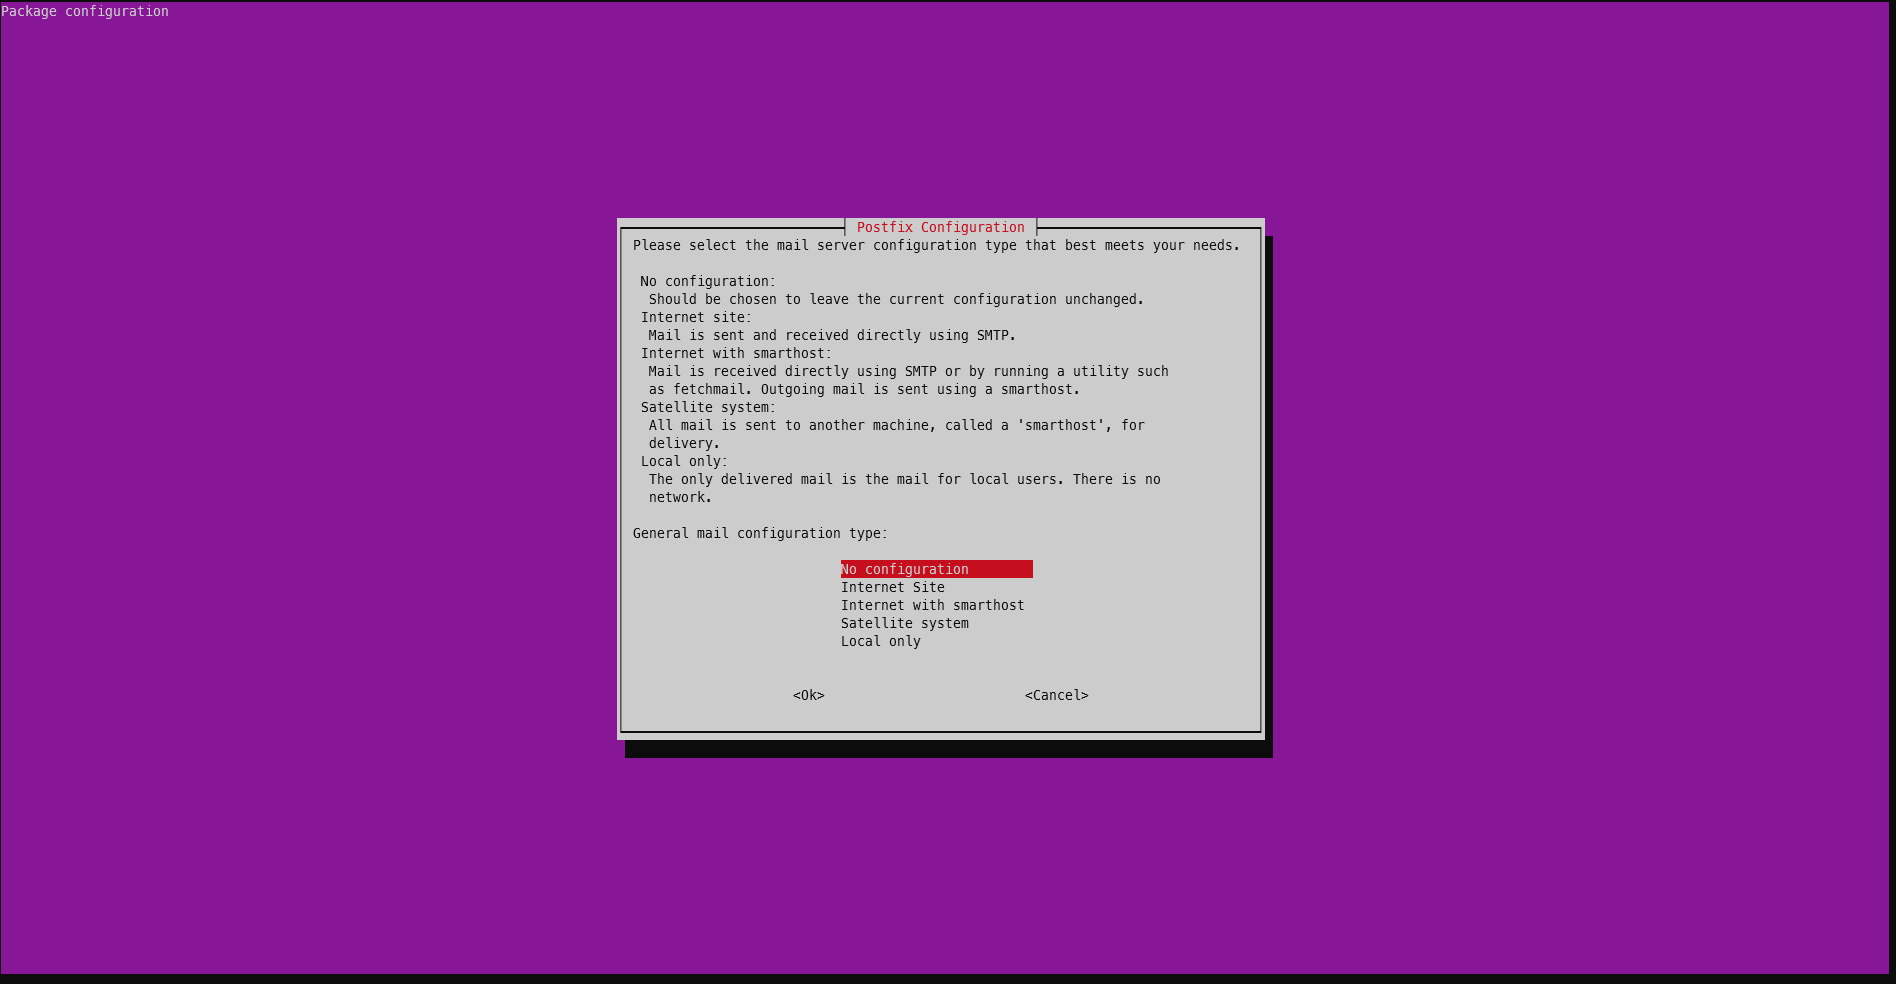 Package configuration
Postfix Configuration
Please select the mail server configuration type that best meets your needs.
No configuration:
Should be chosen to leave the current configuration unchanged.
Internet site:
Mail is sent and received directly using SMTP.
Internet with smarthost:
Mail is received directly using SMTP or by running a utility such
as fetchmail. Outgoing mail is sent using a smarthost.
Satellite system:
All mail is sent to another machine, called a 'smarthost', for
delivery.
Local only:
The only delivered mail is the mail for local users. There is no
network.
General mail configuration type:
No configuration
Internet Site
Internet with smarthost
Satellite system
Local only
<Ok> <Cancel>